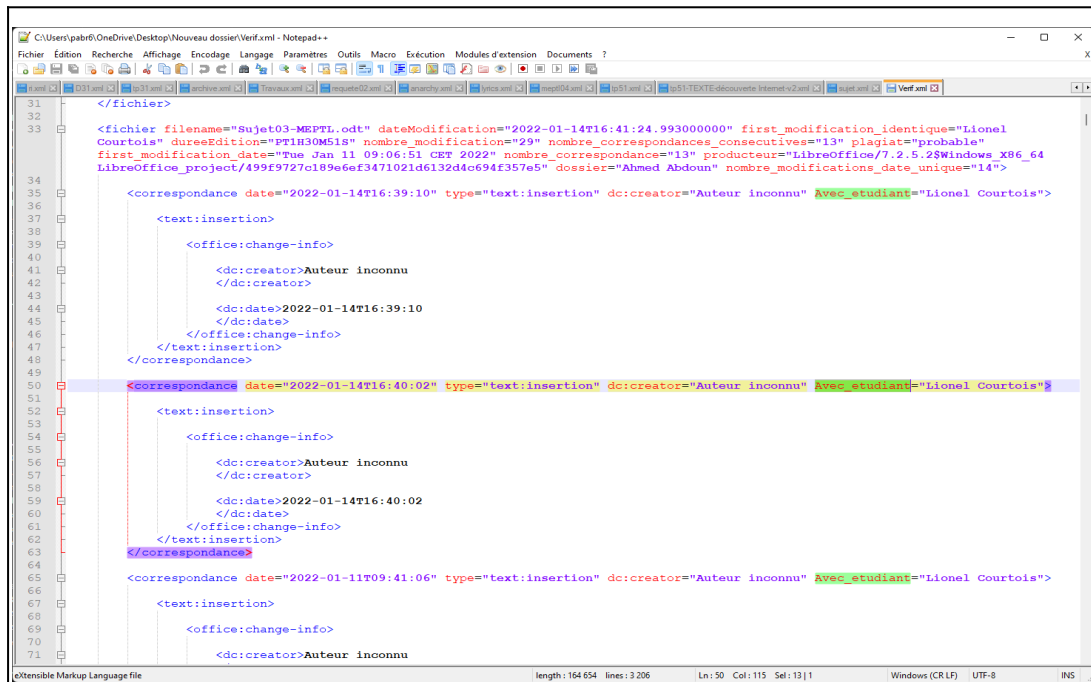 C:\Users\pabr6\OneDrive\Desktop\Nouveau dossier\Verif.xml - Notepad++
Fichier Édition Recherche Affichage Encodage Langage Paramètres Outils Macro Exécution Modules d'extension Documents ? X
ri.xml D31.xml tp31.xml archive.xml Travaux.xml requete02.xml anarchy.xml lyrics.xml mept04.xml tp51.xml tp51-TEXTE-découverte Internet-v2.xml sujet.xml Verif.xml
31 </fichier>
32
33 <fichier filename="Sujet03-MEPTL.odt" dateModification="2022-01-14T16:41:24.993000000" first_modification_identique="Lionel
Courtois" dureeEdition="PT1H30M51S" nombre_modification="29" nombre_correspondances_consecutives="13" plagiat="probable"
first_modification_date="Tue Jan 11 09:06:51 CET 2022" nombre_correspondance="13" producteur="LibreOffice/7.2.5.2$Windows_X86_64
LibreOffice_project/499f9727c189e6ef3471021d6132d4c694f357e5" dossier="Ahmed Abdoun" nombre_modifications_date_unique="14">
34
35 <correspondance date="2022-01-14T16:39:10" type="text:insertion" dc:creator="Auteur inconnu" Avec_etudiant="Lionel Courtois">
36
37 <text:insertion>
38
39 <office:change-info>
40
41 <dc:creator>Auteur inconnu
42 </dc:creator>
43
44 <dc:date>2022-01-14T16:39:10
45 </dc:date>
46 </office:change-info>
47 </text:insertion>
48 </correspondance>
49
50 <correspondance date="2022-01-14T16:40:02" type="text:insertion" dc:creator="Auteur inconnu" Avec_etudiant="Lionel Courtois">
51
52 <text:insertion>
53
54 <office:change-info>
55
56 <dc:creator>Auteur inconnu
57 </dc:creator>
58
59 <dc:date>2022-01-14T16:40:02
60 </dc:date>
61 </office:change-info>
62 </text:insertion>
63 </correspondance>
64
65 <correspondance date="2022-01-11T09:41:06" type="text:insertion" dc:creator="Auteur inconnu" Avec_etudiant="Lionel Courtois">
66
67 <text:insertion>
68
69 <office:change-info>
70
71 <dc:creator>Auteur inconnu
eXtensible Markup Language file length : 164 654 lines : 3 206 Ln : 50 Col : 115 Sel : 13 | 1 Windows (CR LF) UTF-8 INS